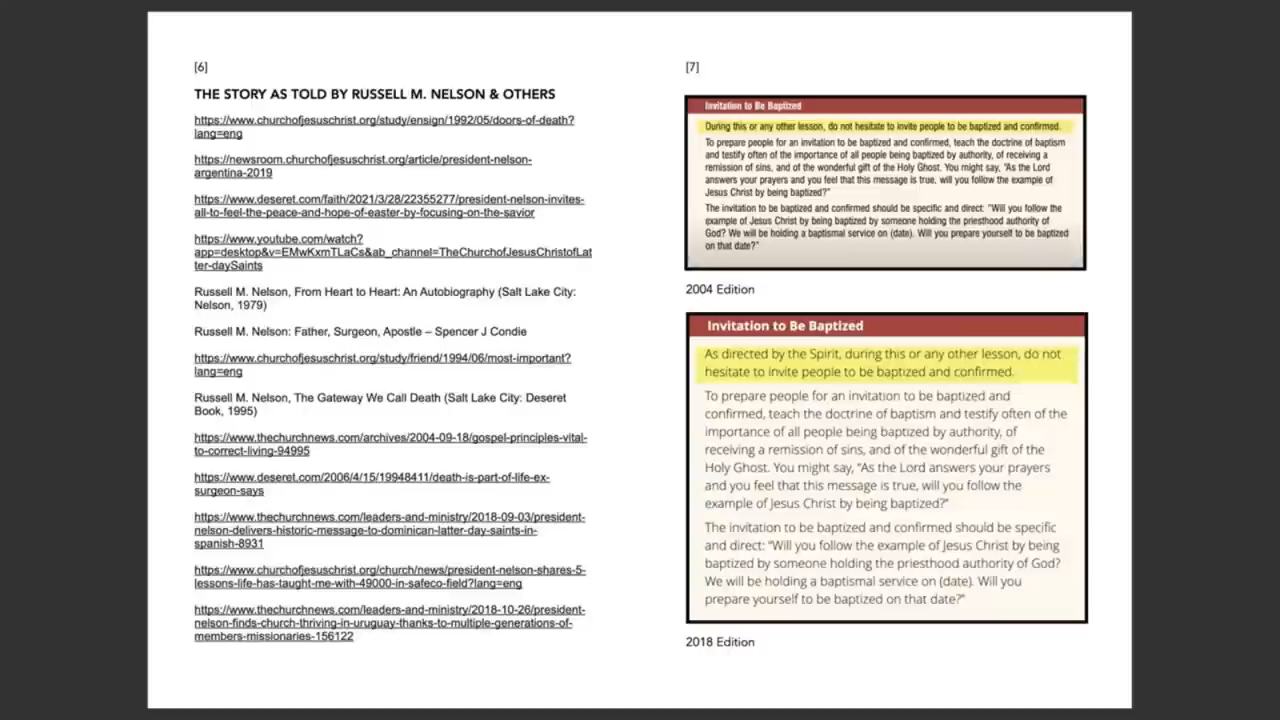 [6]
THE STORY AS TOLD BY RUSSELL M. NELSON & OTHERS
https://www.churchofjesuschrist.org/study/ensign/1992/05/doors-of-death?
lang=eng
https://newsroom.churchofjesuschrist.org/article/president-nelson-
argentina-2019
https://www.deseret.com/faith/2021/3/28/22355277/president-nelson-invites-
all-to-feel-the-peace-and-hope-of-easter-by-focusing-on-the-savior
https://www.youtube.com/watch?
app=desktop&v=EMwKxmTLaCs&ab_channel=TheChurchofJesusChristofLat
ter-daySaints
Russell M. Nelson, From Heart to Heart: An Autobiography (Salt Lake City:
Nelson, 1979)
Russell M. Nelson: Father, Surgeon, Apostle – Spencer J Condie
https://www.churchofjesuschrist.org/study/friend/1994/06/most-important?
lang=eng
Russell M. Nelson, The Gateway We Call Death (Salt Lake City: Deseret
Book, 1995)
https://www.thechurchnews.com/archives/2004-09-18/gospel-principles-vital-
to-correct-living-94995
https://www.deseret.com/2006/4/15/19948411/death-is-part-of-life-ex-
surgeon-says
https://www.thechurchnews.com/leaders-and-ministry/2018-09-03/president-
nelson-delivers-historic-message-to-dominican-latter-day-saints-in-
spanish-8931
https://www.churchofjesuschrist.org/church/news/president-nelson-shares-5-
lessons-life-has-taught-me-with-49000-in-safeco-field?lang=eng
https://www.thechurchnews.com/leaders-and-ministry/2018-10-26/president-
nelson-finds-church-thriving-in-uruguay-thanks-to-multiple-generations-of-
members-missionaries-156122
[7]
Invitation to Be Baptized
During this or any other lesson, do not hesitate to invite people to be baptized and confirmed.
To prepare people for an invitation to be baptized and confirmed, teach the doctrine of baptism
and testify often of the importance of all people being baptized by authority, of receiving a
remission of sins, and of the wonderful gift of the Holy Ghost. You might say, “As the Lord
answers your prayers and you feel that this message is true, will you follow the example of
Jesus Christ by being baptized?”
The invitation to be baptized and confirmed should be specific and direct: “Will you follow the
example of Jesus Christ by being baptized by someone holding the priesthood authority of
God? We will be holding a baptismal service on (date). Will you prepare yourself to be baptized
on that date?”
2004 Edition
Invitation to Be Baptized
As directed by the Spirit, during this or any other lesson, do not
hesitate to invite people to be baptized and confirmed.
To prepare people for an invitation to be baptized and
confirmed, teach the doctrine of baptism and testify often of the
importance of all people being baptized by authority, of
receiving a remission of sins, and of the wonderful gift of the
Holy Ghost. You might say, “As the Lord answers your prayers
and you feel that this message is true, will you follow the
example of Jesus Christ by being baptized?”
The invitation to be baptized and confirmed should be specific
and direct: “Will you follow the example of Jesus Christ by being
baptized by someone holding the priesthood authority of God?
We will be holding a baptismal service on (date). Will you
prepare yourself to be baptized on that date?”
2018 Edition